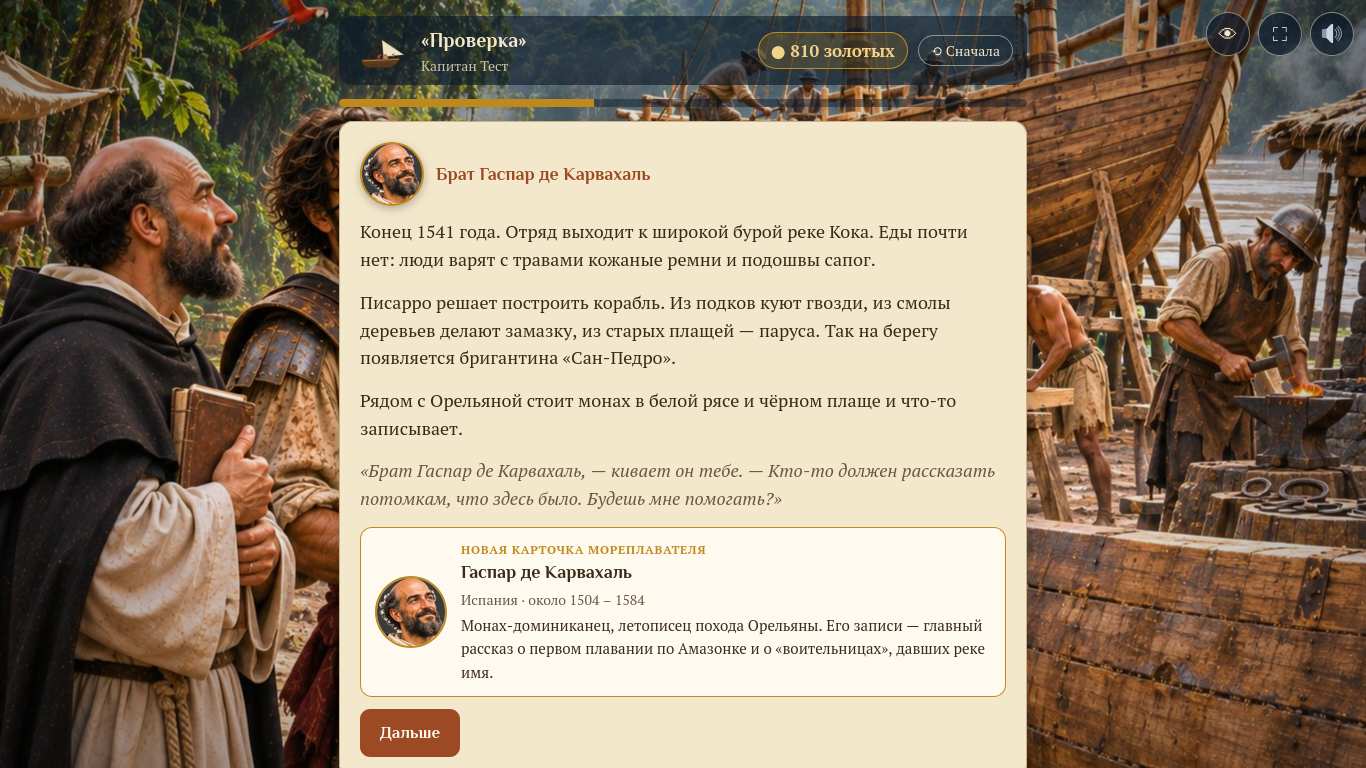 «Проверка»
Капитан Тест
810 золотых
⟲ Сначала
Брат Гаспар де Карвахаль
Конец 1541 года. Отряд выходит к широкой бурой реке Кока. Еды почти
нет: люди варят с травами кожаные ремни и подошвы сапог.
Писарро решает построить корабль. Из подков куют гвозди, из смолы
деревьев делают замазку, из старых плащей — паруса. Так на берегу
появляется бригантина «Сан-Педро».
Рядом с Орельяной стоит монах в белой рясе и чёрном плаще и что-то
записывает.
«Брат Гаспар де Карвахаль, — кивает он тебе. — Кто-то должен рассказать
потомкам, что здесь было. Будешь мне помогать?»
НОВАЯ КАРТОЧКА МОРЕПЛАВАТЕЛЯ
Гаспар де Карвахаль
Испания · около 1504 – 1584
Монах-доминиканец, летописец похода Орельяны. Его записи — главный
рассказ о первом плавании по Амазонке и о «воительницах», давших реке
имя.
Дальше